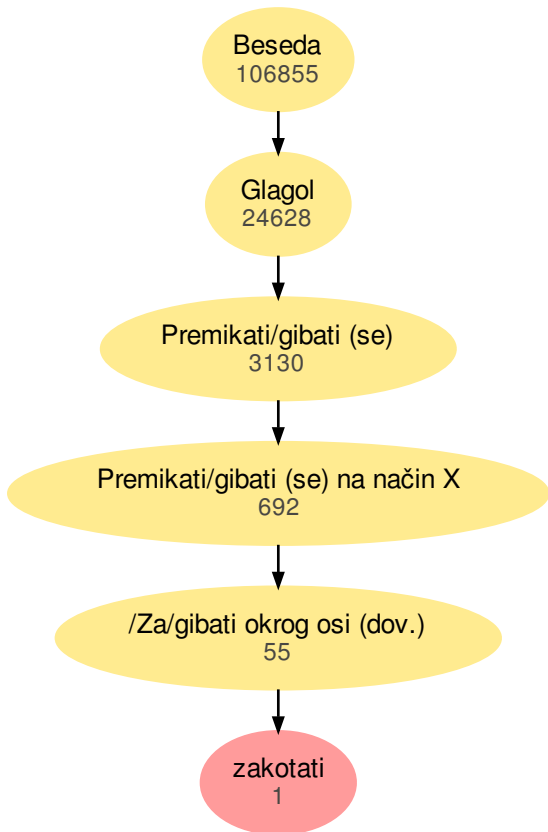 Beseda
106855
Glagol
24628
Premikati/gibati (se)
3130
Premikati/gibati (se) na način X
692
/Za/gibati okrog osi (dov.)
55
zakotati
1